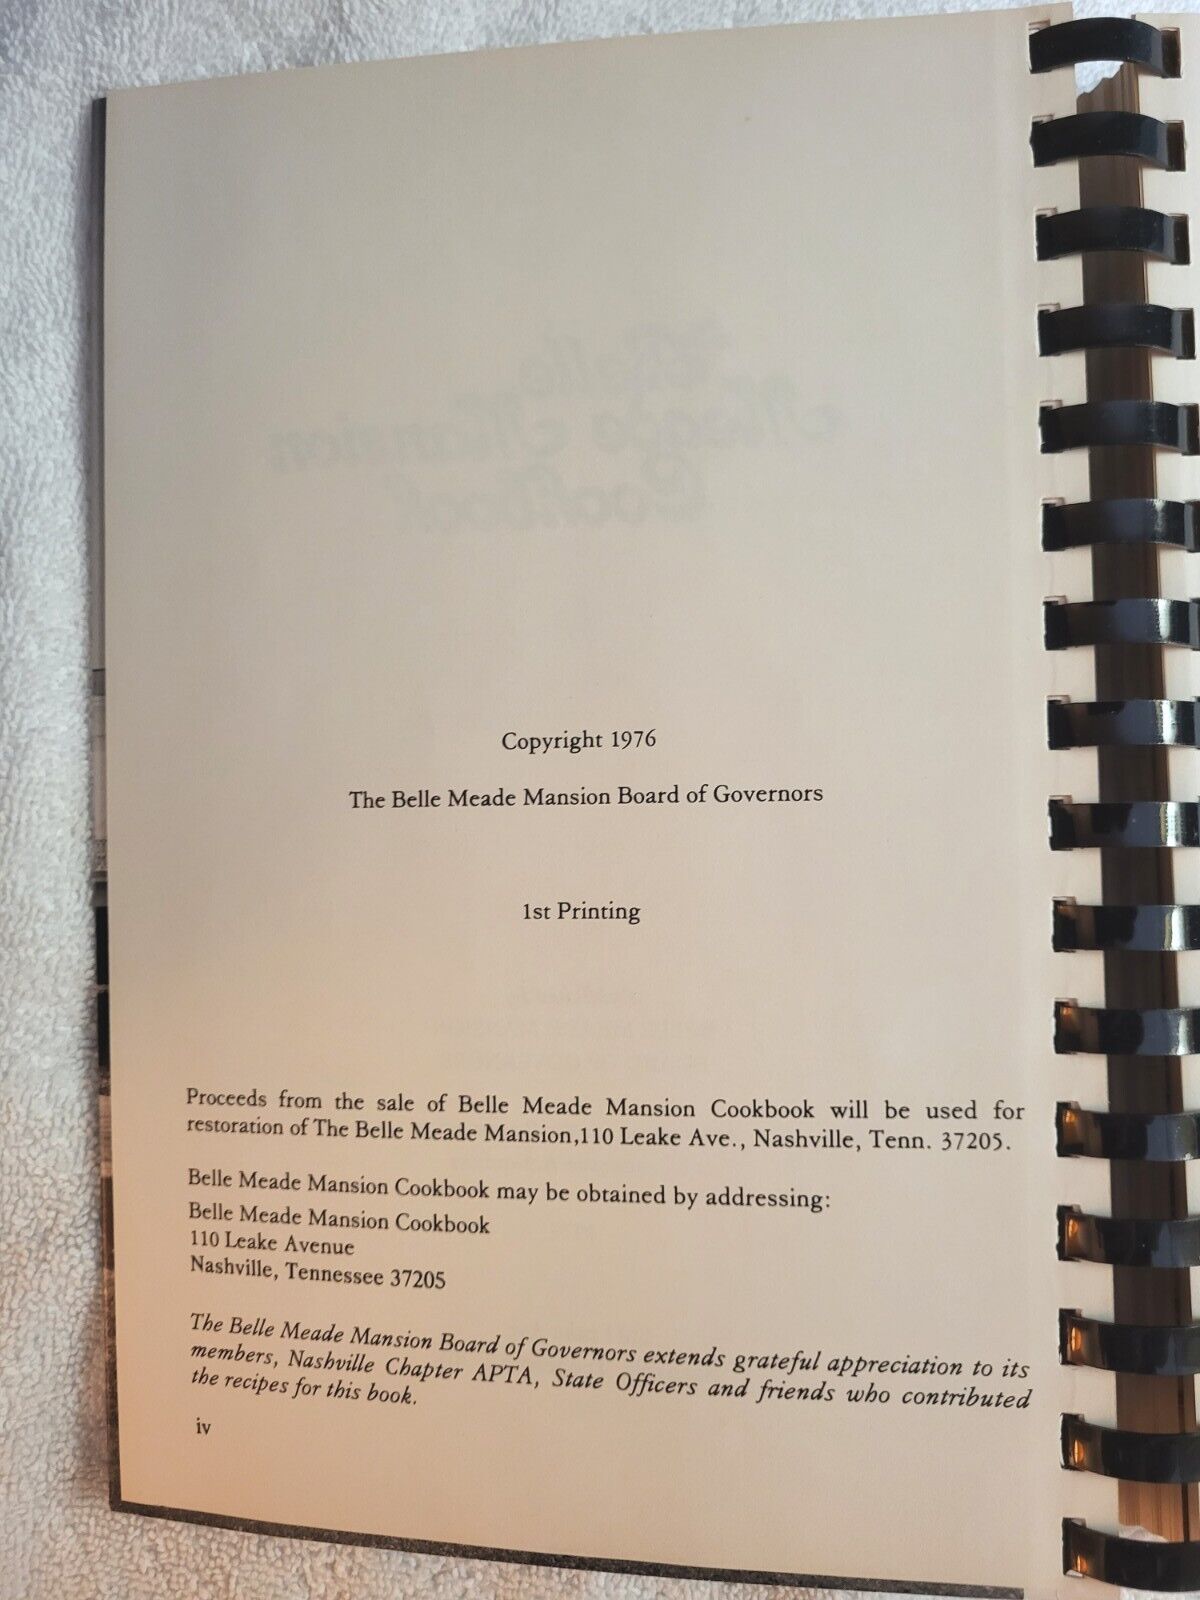 Copyright 1976
The Belle Meade Mansion Board of Governors
1st Printing
Proceeds from the sale of Belle Meade Mansion Cookbook will be used for
restoration of The Belle Meade Mansion,110 Leake Ave., Nashville, Tenn. 37205.
Belle Meade Mansion Cookbook may be obtained by addressing:
Belle Meade Mansion Cookbook
110 Leake Avenue
Nashville, Tennessee 37205
The Belle Meade Mansion Board of Governors extends grateful appreciation to its
members, Nashville Chapter APTA, State Officers and friends who contributed
the recipes for this book.
iv